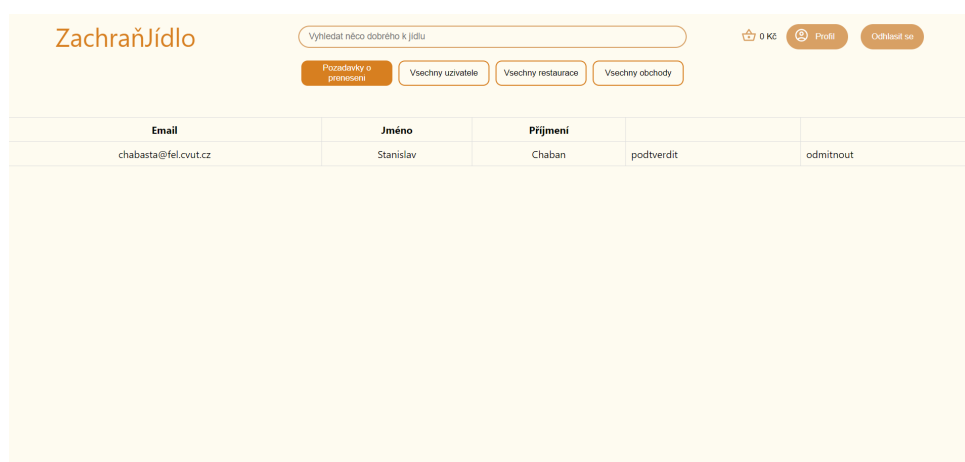 ZachraňJídlo
Vyhledat něco dobrého k jídlu
0 Kč
Profil
Odhlasit se
Pozadavky o
preneseni
Vsechny uzivatele
Vsechny restaurace
Vsechny obchody
Email Jméno Příjmení
chabasta@fel.cvut.cz Stanislav Chaban podtverdit odmitnout